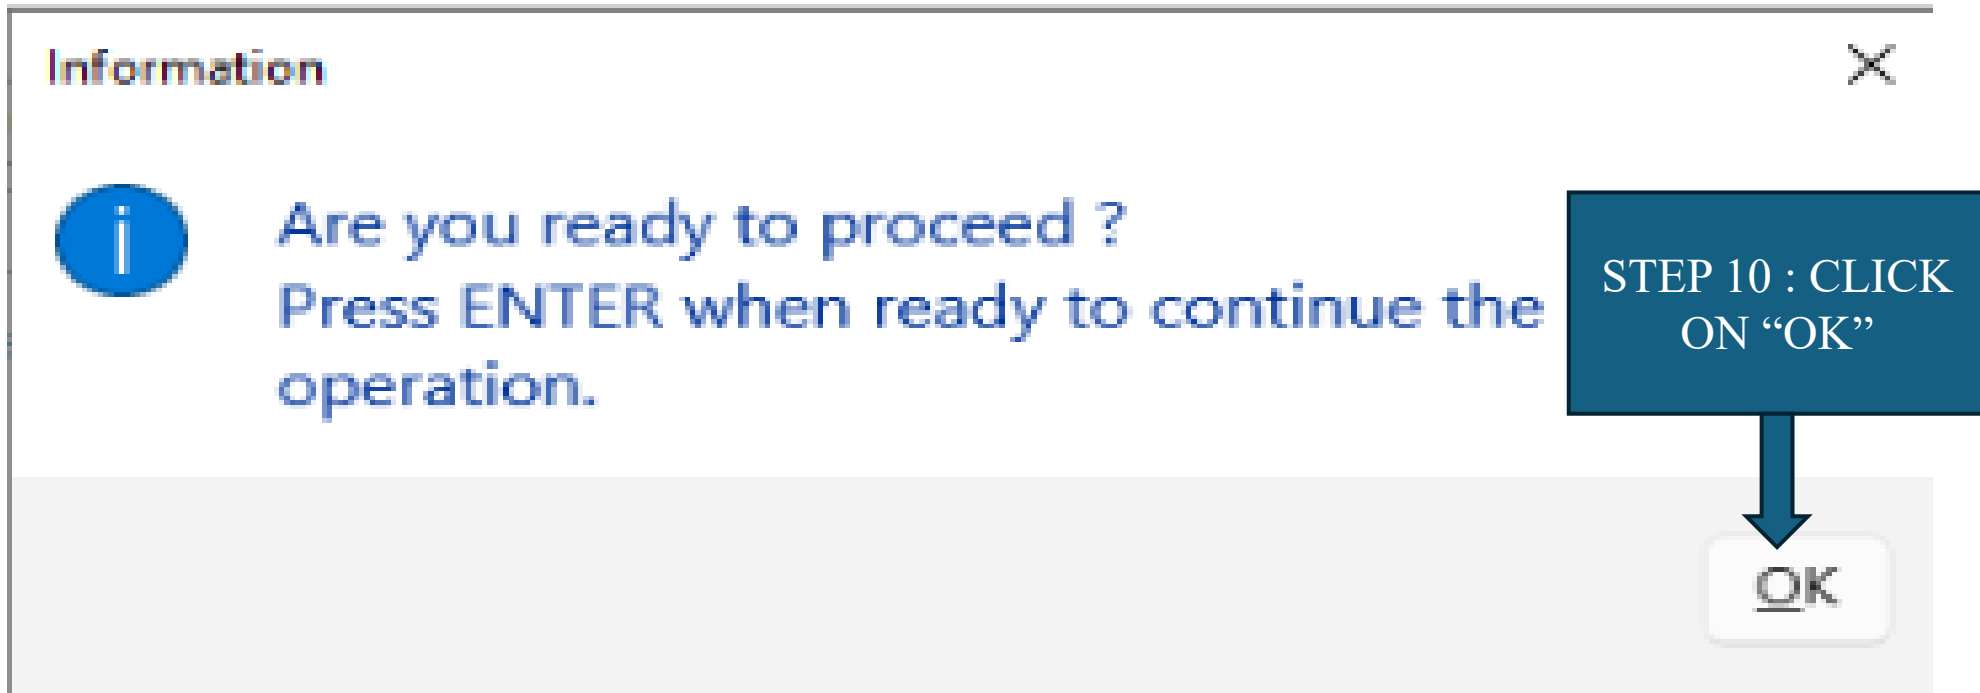 Information
Are you ready to proceed ?
Press ENTER when ready to continue the
operation.
STEP 10 : CLICK
ON “OK”
OK